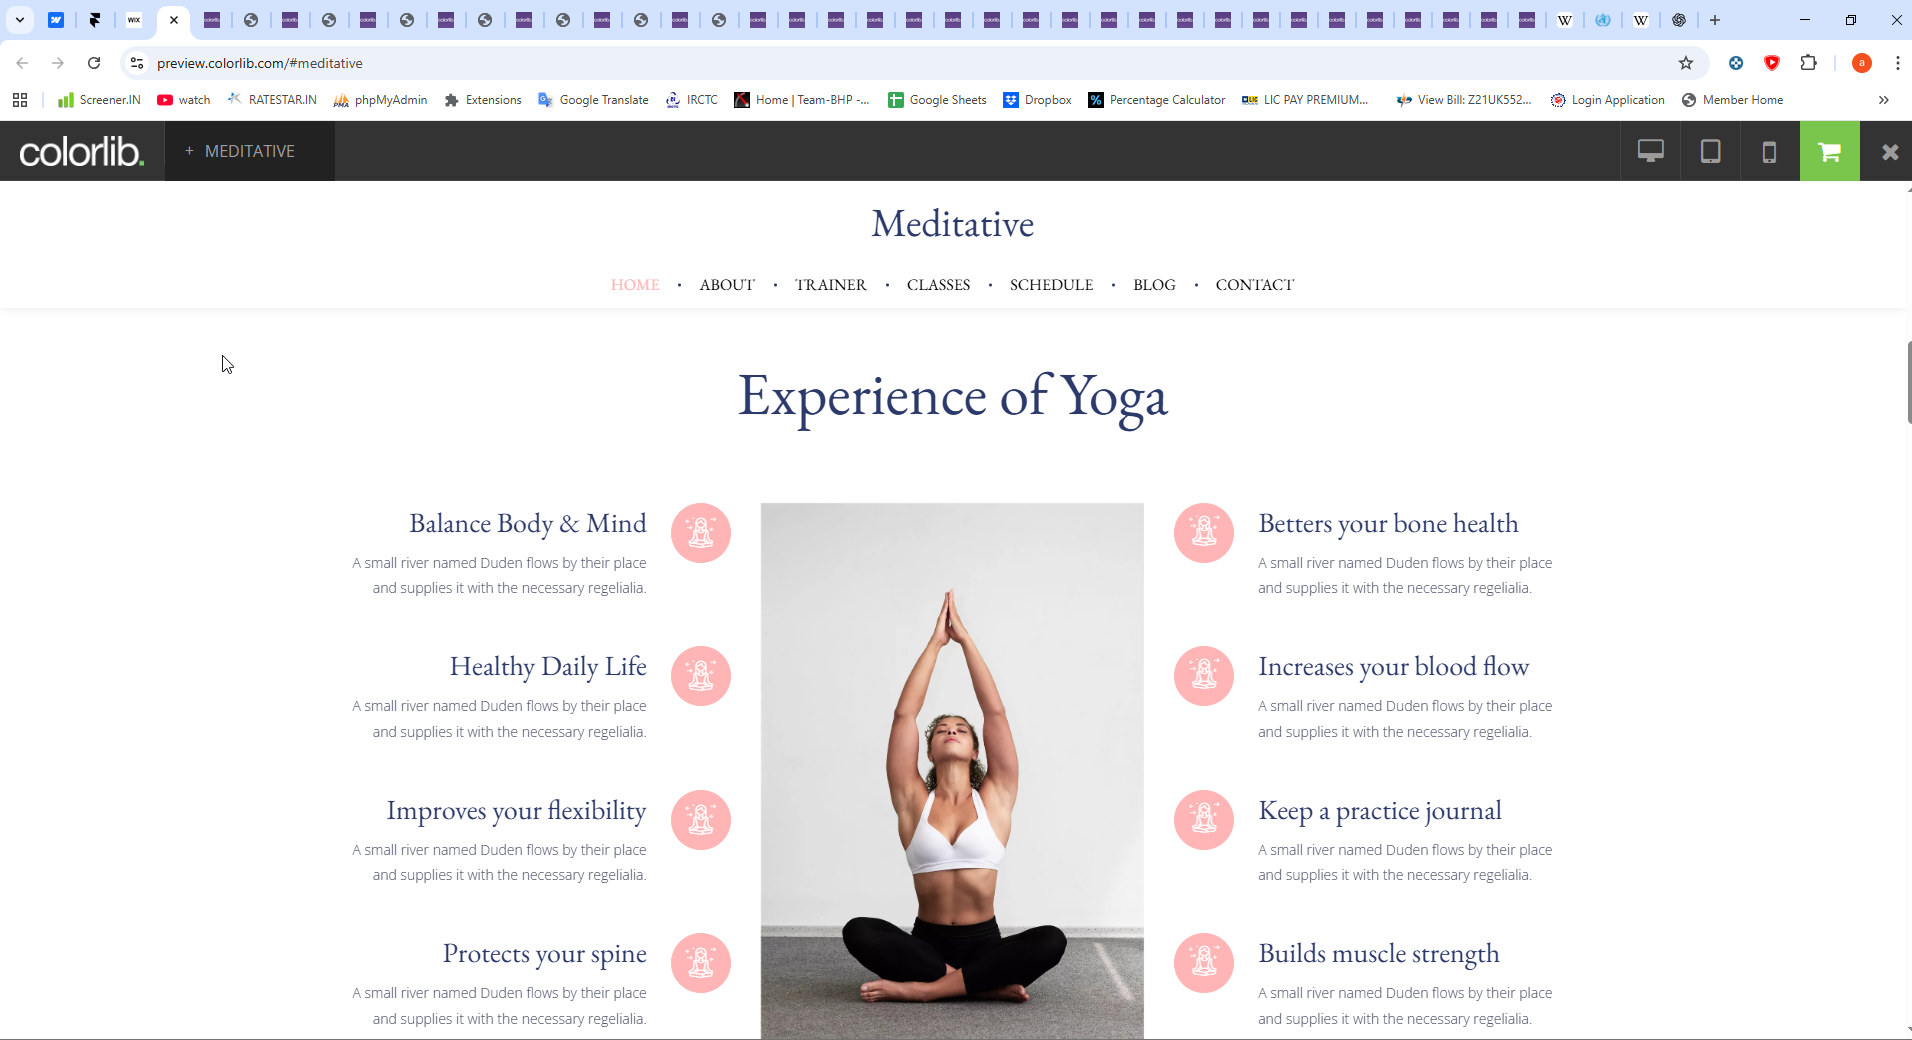 WIX
preview.colorlib.com/#meditative
a
Screener.IN
watch
RATESTAR.IN
phpMyAdmin
Extensions
Google Translate
IRCTC
Home | Team-BHP -...
Google Sheets
Dropbox
Percentage Calculator
LIC PAY PREMIUM...
View Bill: Z21UK552...
Login Application
Member Home
colorlib.
+ MEDITATIVE
Meditative
HOME • ABOUT • TRAINER • CLASSES • SCHEDULE • BLOG • CONTACT
Experience of Yoga
Balance Body & Mind
A small river named Duden flows by their place
and supplies it with the necessary regelialia.
Healthy Daily Life
A small river named Duden flows by their place
and supplies it with the necessary regelialia.
Improves your flexibility
A small river named Duden flows by their place
and supplies it with the necessary regelialia.
Protects your spine
A small river named Duden flows by their place
and supplies it with the necessary regelialia.
Betters your bone health
A small river named Duden flows by their place
and supplies it with the necessary regelialia.
Increases your blood flow
A small river named Duden flows by their place
and supplies it with the necessary regelialia.
Keep a practice journal
A small river named Duden flows by their place
and supplies it with the necessary regelialia.
Builds muscle strength
A small river named Duden flows by their place
and supplies it with the necessary regelialia.